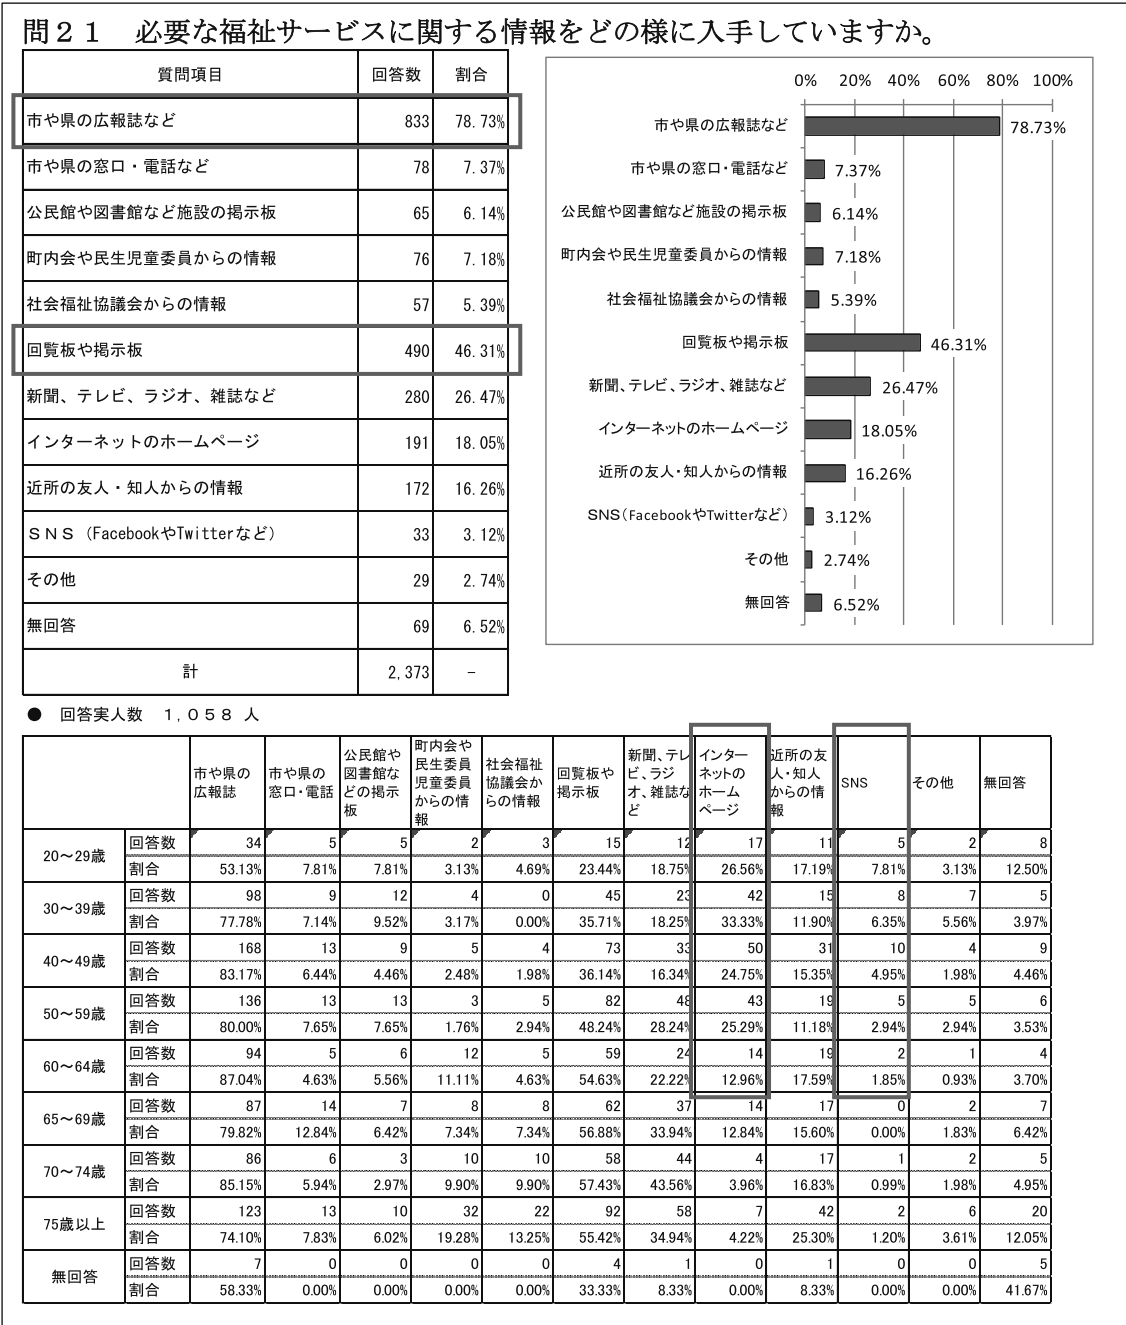 問２１　必要な福祉サービスに関する情報をどの様に入手していますか。
質問項目 回答数 割合
市や県の広報誌など 833 78.73%
市や県の窓口・電話など 78 7.37%
公民館や図書館など施設の掲示板 65 6.14%
町内会や民生児童委員からの情報 76 7.18%
社会福祉協議会からの情報 57 5.39%
回覧板や掲示板 490 46.31%
新聞、テレビ、ラジオ、雑誌など 280 26.47%
インターネットのホームページ 191 18.05%
近所の友人・知人からの情報 172 16.26%
ＳＮＳ（FacebookやTwitterなど） 33 3.12%
その他 29 2.74%
無回答 69 6.52%
計 2,373 －
0% 20% 40% 60% 80% 100%
市や県の広報誌など 78.73%
市や県の窓口・電話など 7.37%
公民館や図書館など施設の掲示板 6.14%
町内会や民生児童委員からの情報 7.18%
社会福祉協議会からの情報 5.39%
回覧板や掲示板 46.31%
新聞、テレビ、ラジオ、雑誌など 26.47%
インターネットのホームページ 18.05%
近所の友人・知人からの情報 16.26%
SNS（FacebookやTwitterなど） 3.12%
その他 2.74%
無回答 6.52%
●　回答実人数　１,０５８ 人
市や県の広報誌 市や県の窓口・電話 公民館や図書館などの掲示板 町内会や民生委員児童委員からの情報 社会福祉協議会からの情報 回覧板や掲示板 新聞、テレビ、ラジオ、雑誌など インターネットのホームページ 近所の友人・知人からの情報 SNS その他 無回答
20～29歳 回答数 34 5 5 2 3 15 12 17 11 5 2 8
割合 53.13% 7.81% 7.81% 3.13% 4.69% 23.44% 18.75% 26.56% 17.19% 7.81% 3.13% 12.50%
30～39歳 回答数 98 9 12 4 0 45 23 42 15 8 7 5
割合 77.78% 7.14% 9.52% 3.17% 0.00% 35.71% 18.25% 33.33% 11.90% 6.35% 5.56% 3.97%
40～49歳 回答数 168 13 9 5 4 73 33 50 31 10 4 9
割合 83.17% 6.44% 4.46% 2.48% 1.98% 36.14% 16.34% 24.75% 15.35% 4.95% 1.98% 4.46%
50～59歳 回答数 136 13 13 3 5 82 48 43 19 5 5 6
割合 80.00% 7.65% 7.65% 1.76% 2.94% 48.24% 28.24% 25.29% 11.18% 2.94% 2.94% 3.53%
60～64歳 回答数 94 5 6 12 5 59 24 14 19 2 1 4
割合 87.04% 4.63% 5.56% 11.11% 4.63% 54.63% 22.22% 12.96% 17.59% 1.85% 0.93% 3.70%
65～69歳 回答数 87 14 7 8 8 62 37 14 17 0 2 7
割合 79.82% 12.84% 6.42% 7.34% 7.34% 56.88% 33.94% 12.84% 15.60% 0.00% 1.83% 6.42%
70～74歳 回答数 86 6 3 10 10 58 44 4 17 1 2 5
割合 85.15% 5.94% 2.97% 9.90% 9.90% 57.43% 43.56% 3.96% 16.83% 0.99% 1.98% 4.95%
75歳以上 回答数 123 13 10 32 22 92 58 7 42 2 6 20
割合 74.10% 7.83% 6.02% 19.28% 13.25% 55.42% 34.94% 4.22% 25.30% 1.20% 3.61% 12.05%
無回答 回答数 7 0 0 0 0 4 1 0 1 0 0 5
割合 58.33% 0.00% 0.00% 0.00% 0.00% 33.33% 8.33% 0.00% 8.33% 0.00% 0.00% 41.67%